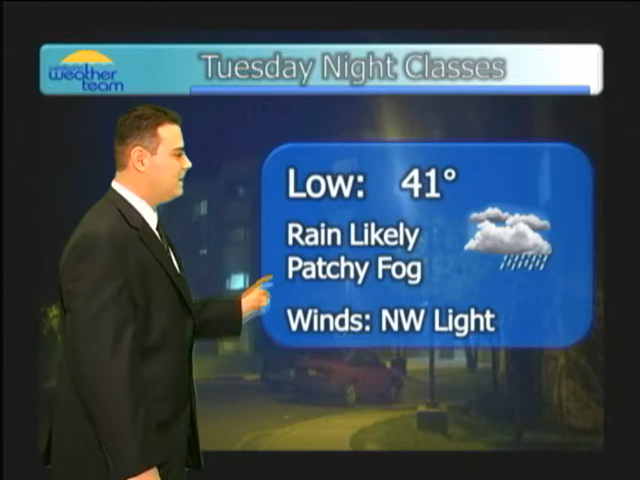 weather
team
Tuesday Night Classes
Low: 41°
Rain Likely
Patchy Fog
Winds: NW Light